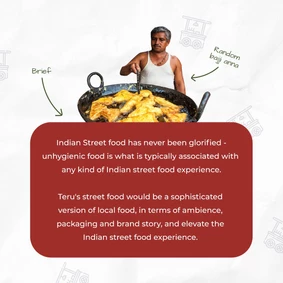 Random
bajji anna
Brief
Indian Street food has never been glorified -
unhygienic food is what is typically associated with
any kind of Indian street food experience.
Teru's street food would be a sophisticated
version of local food, in terms of ambience,
packaging and brand story, and elevate the
Indian street food experience.